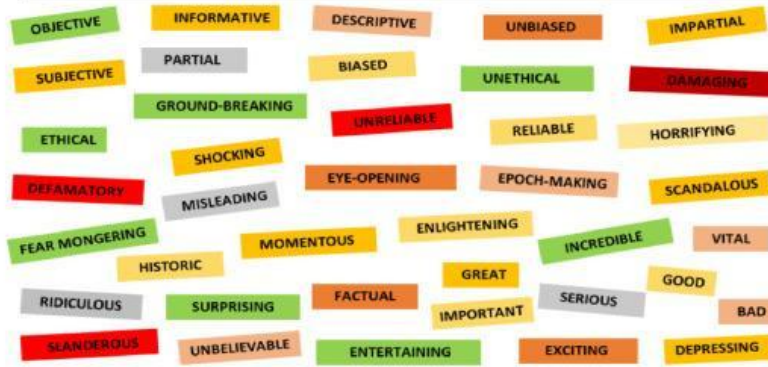 OBJECTIVE
INFORMATIVE
DESCRIPTIVE
UNBIASED
IMPARTIAL
SUBJECTIVE
PARTIAL
BIASED
UNETHICAL
DAMAGING
GROUND-BREAKING
ETHICAL
UNRELIABLE
RELIABLE
HORRIFYING
SHOCKING
DEFAMATORY
MISLEADING
EYE-OPENING
EPOCH-MAKING
SCANDALOUS
FEAR MONGERING
HISTORIC
MOMENTOUS
ENLIGHTENING
INCREDIBLE
VITAL
RIDICULOUS
SURPRISING
FACTUAL
GREAT
IMPORTANT
SERIOUS
GOOD
BAD
SLANDEROUS
UNBELIEVABLE
ENTERTAINING
EXCITING
DEPRESSING